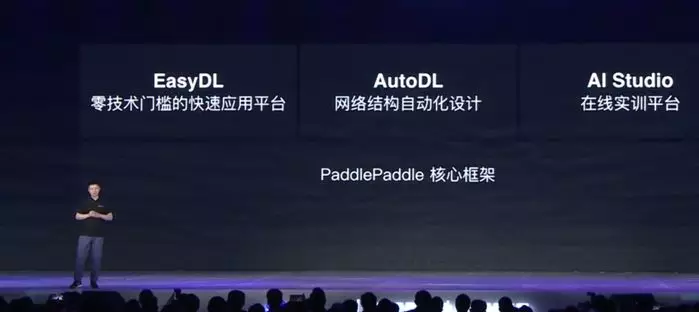 EasyDL
零技术门槛的快速应用平台
AutoDL
网络结构自动化设计
AI Studio
在线实训平台
PaddlePaddle 核心框架